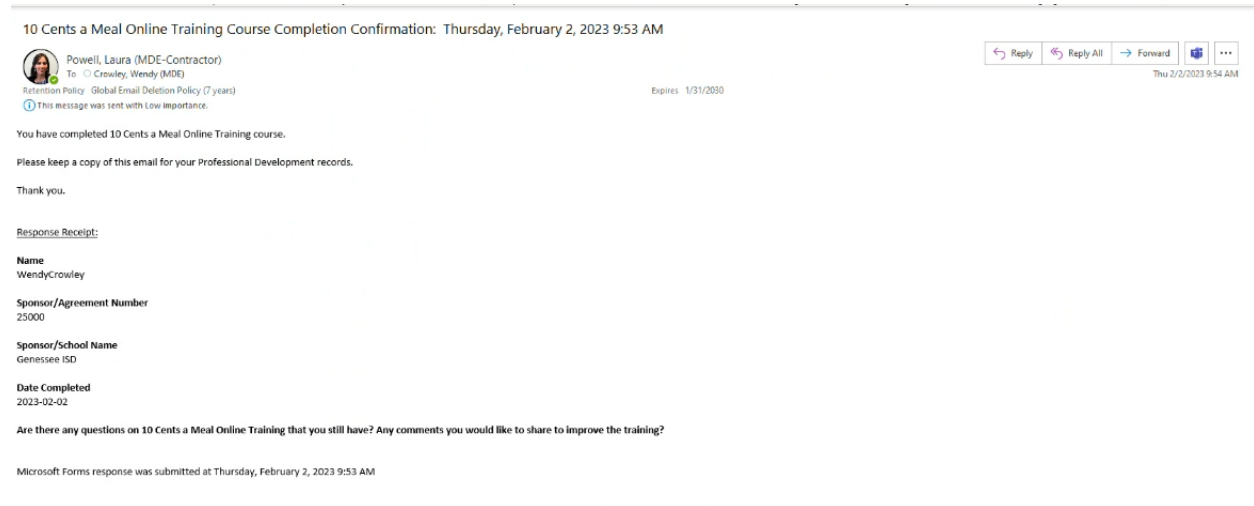 10 Cents a Meal Online Training Course Completion Confirmation: Thursday, February 2, 2023 9:53 AM
Powell, Laura (MDE-Contractor)
To Crowley, Wendy (MDE)
Reply
Reply All
Forward
Thu 2/2/2023 9:54 AM
Retention Policy Global Email Deletion Policy (7 years)
Expires 1/31/2030
This message was sent with Low importance.
You have completed 10 Cents a Meal Online Training course.
Please keep a copy of this email for your Professional Development records.
Thank you.
Response Receipt:
Name
WendyCrowley
Sponsor/Agreement Number
25000
Sponsor/School Name
Genessee ISD
Date Completed
2023-02-02
Are there any questions on 10 Cents a Meal Online Training that you still have? Any comments you would like to share to improve the training?
Microsoft Forms response was submitted at Thursday, February 2, 2023 9:53 AM